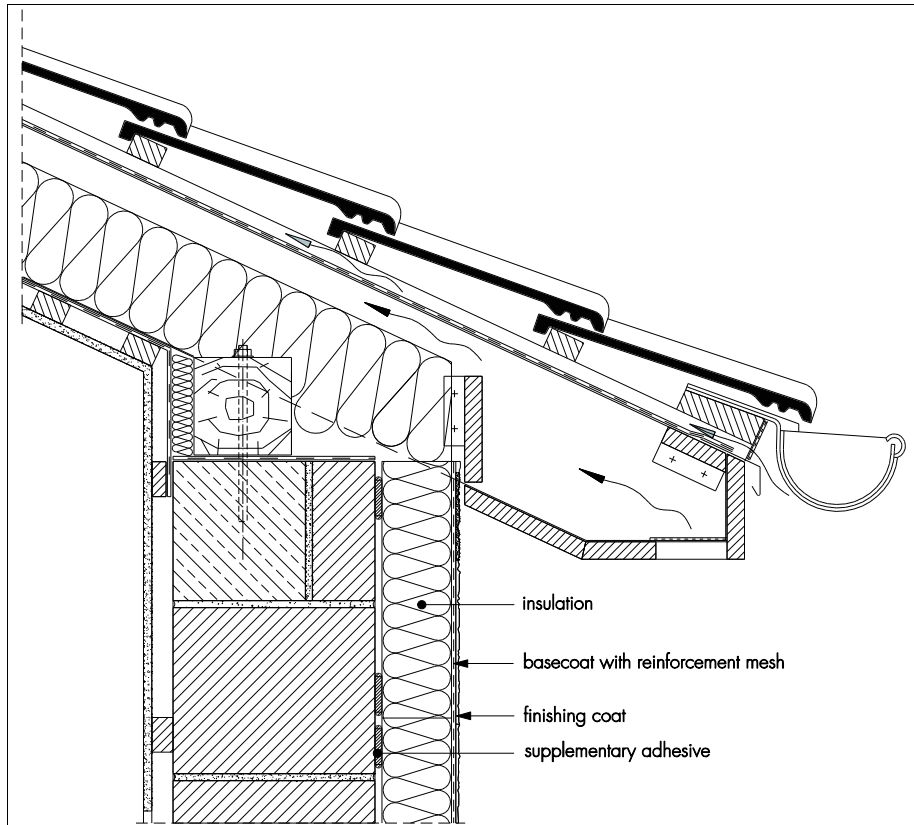 insulation
basecoat with reinforcement mesh
finishing coat
supplementary adhesive